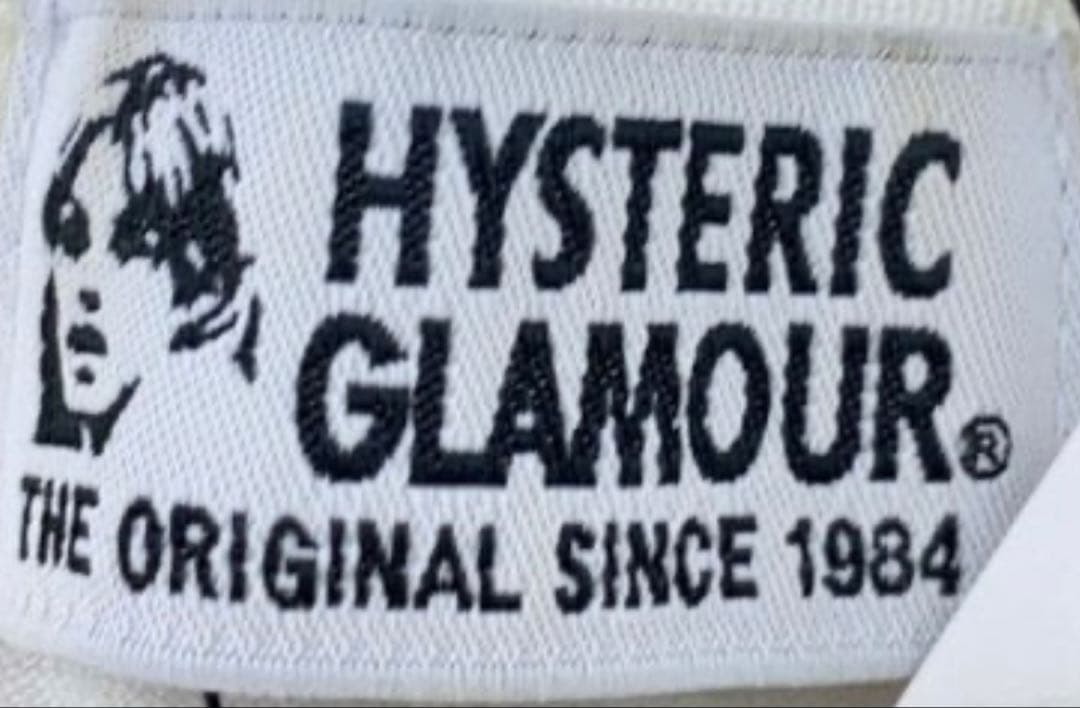 HYSTERIC
GLAMOUR®
THE ORIGINAL SINCE 1984